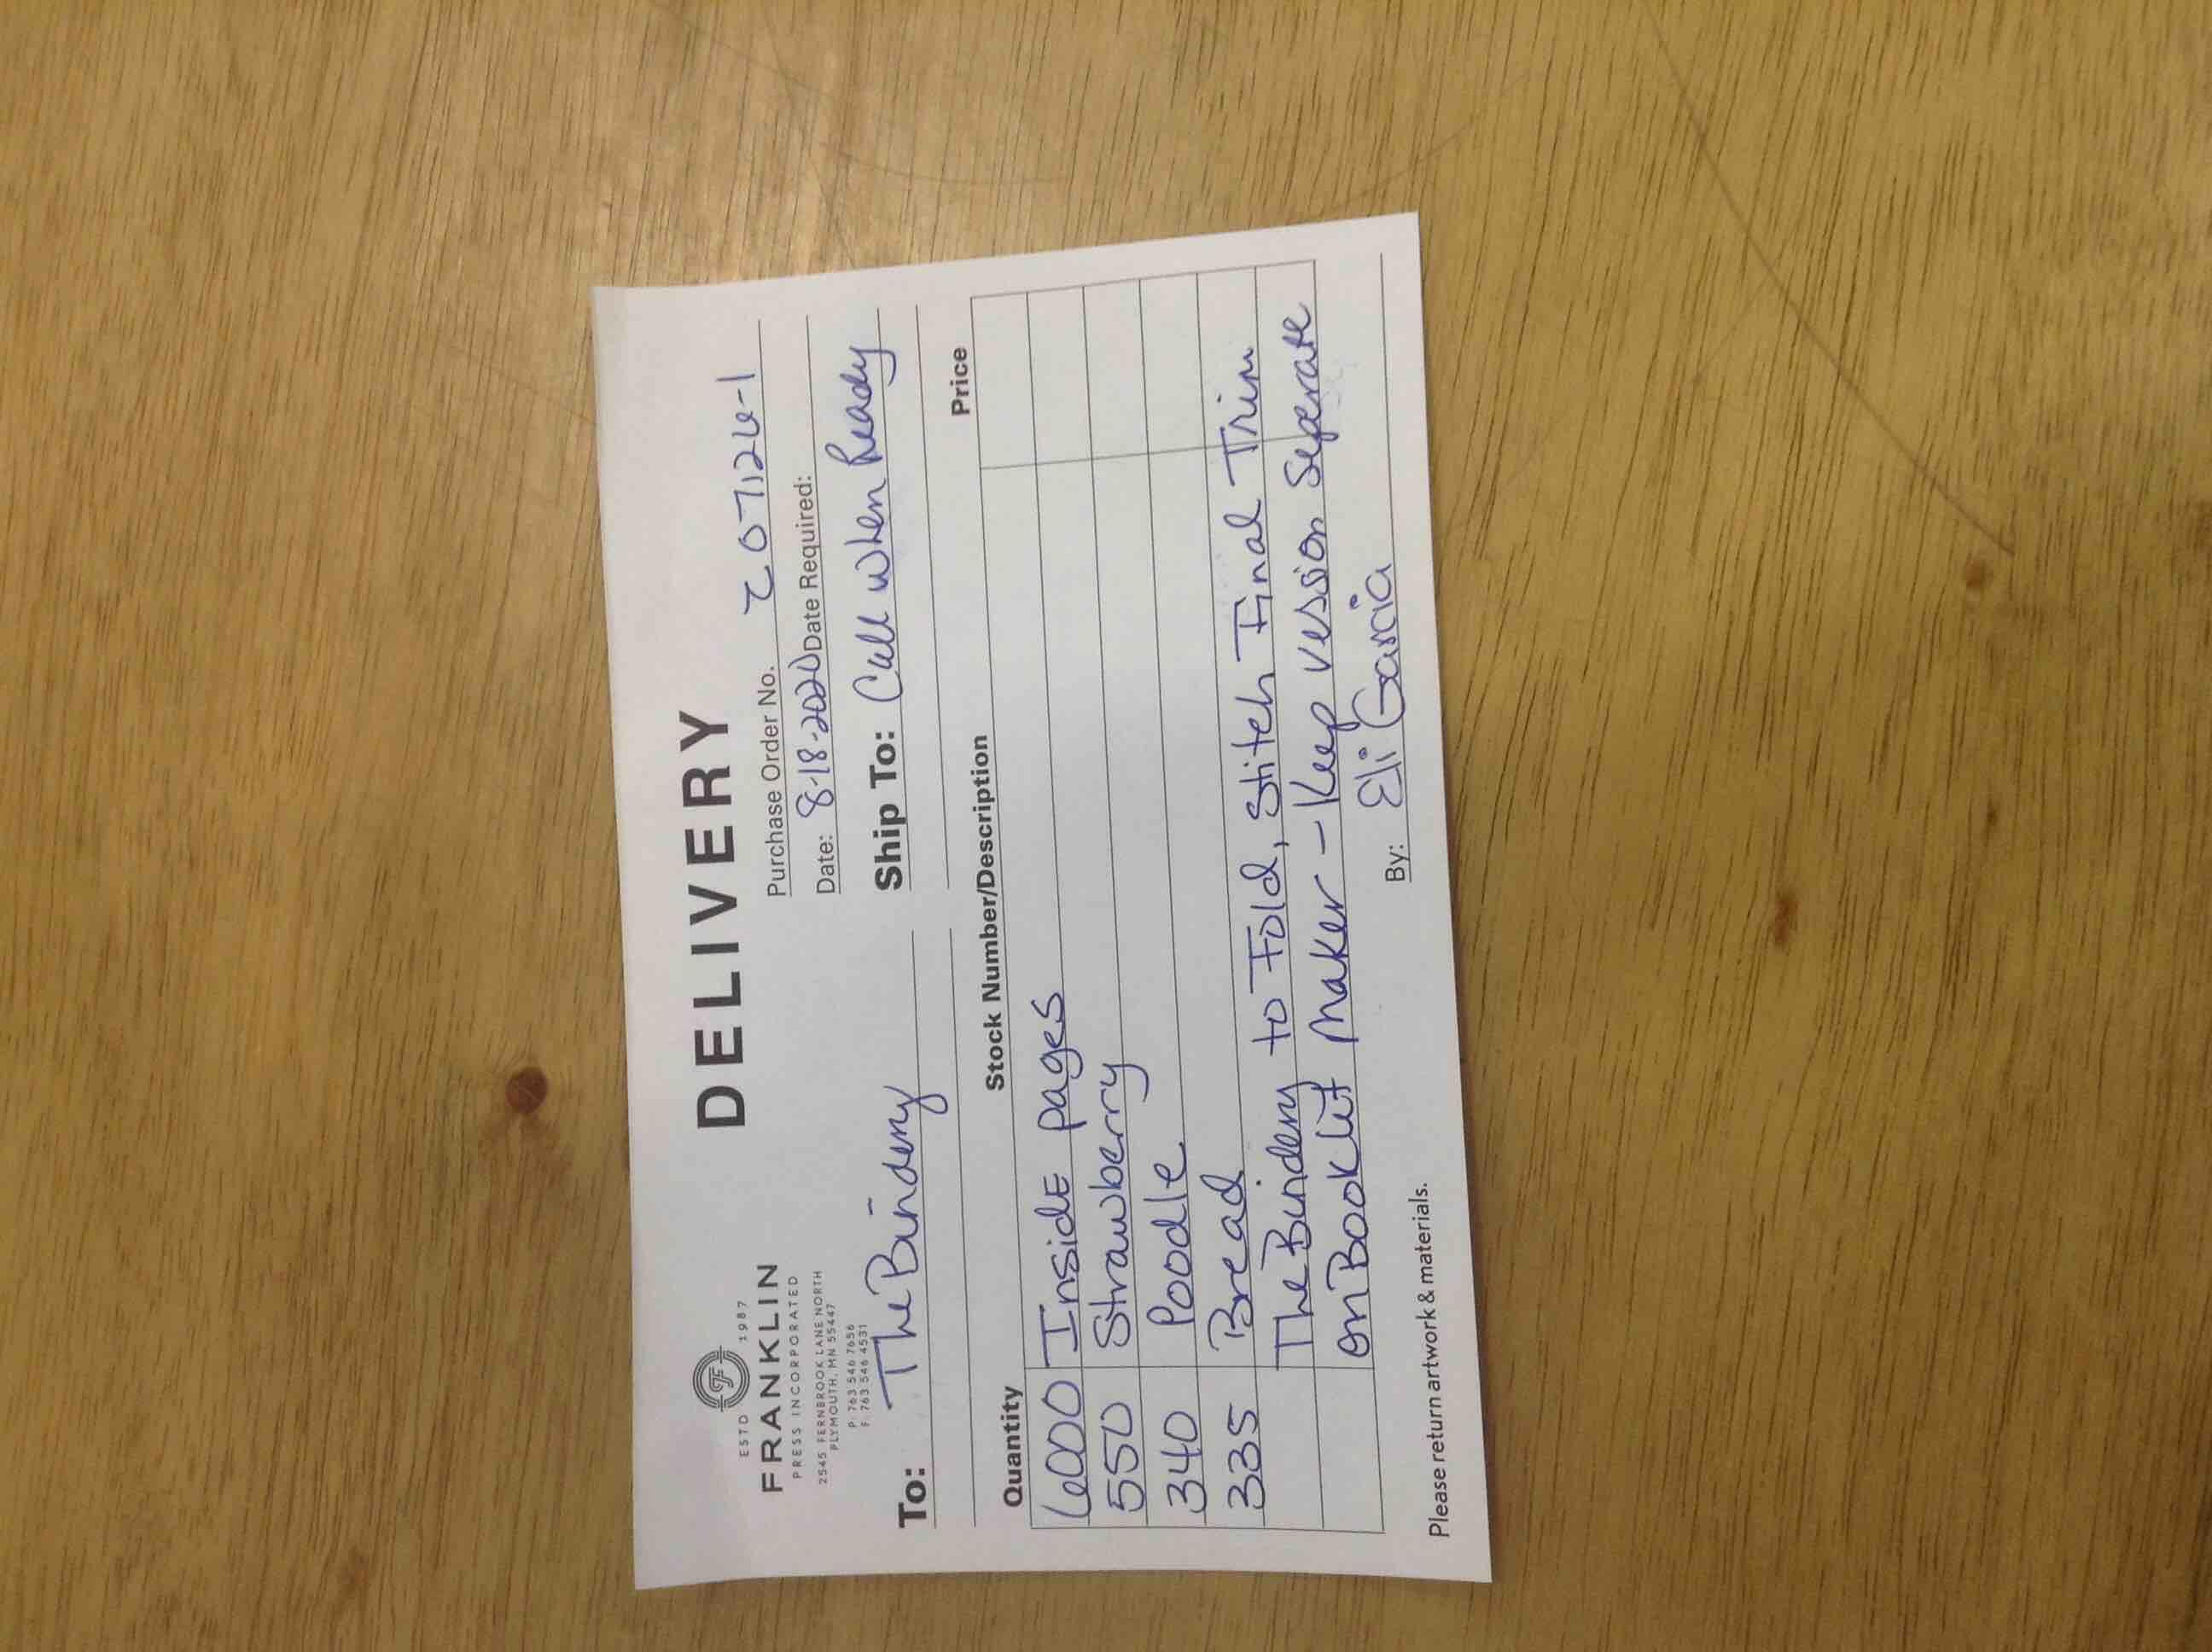 ESTD 1987
FRANKLIN
PRESS INCORPORATED
2545 FERNBROOK LANE NORTH
PLYMOUTH, MN 55447
P: 763 546 7656
F: 763 546 4531
DELIVERY
Purchase Order No.
Date: 8-18-2020 Date Required:
To: The Bindery
Ship To: Call when Ready
Quantity Stock Number/Description Price
6000 Inside pages
550 Strawberry
340 Poodle
335 Bread
The Bindery to Fold, Stitch Final Trim
on Booklet Maker - Keep version Seperate
By: Eli Garcia
Please return artwork & materials.